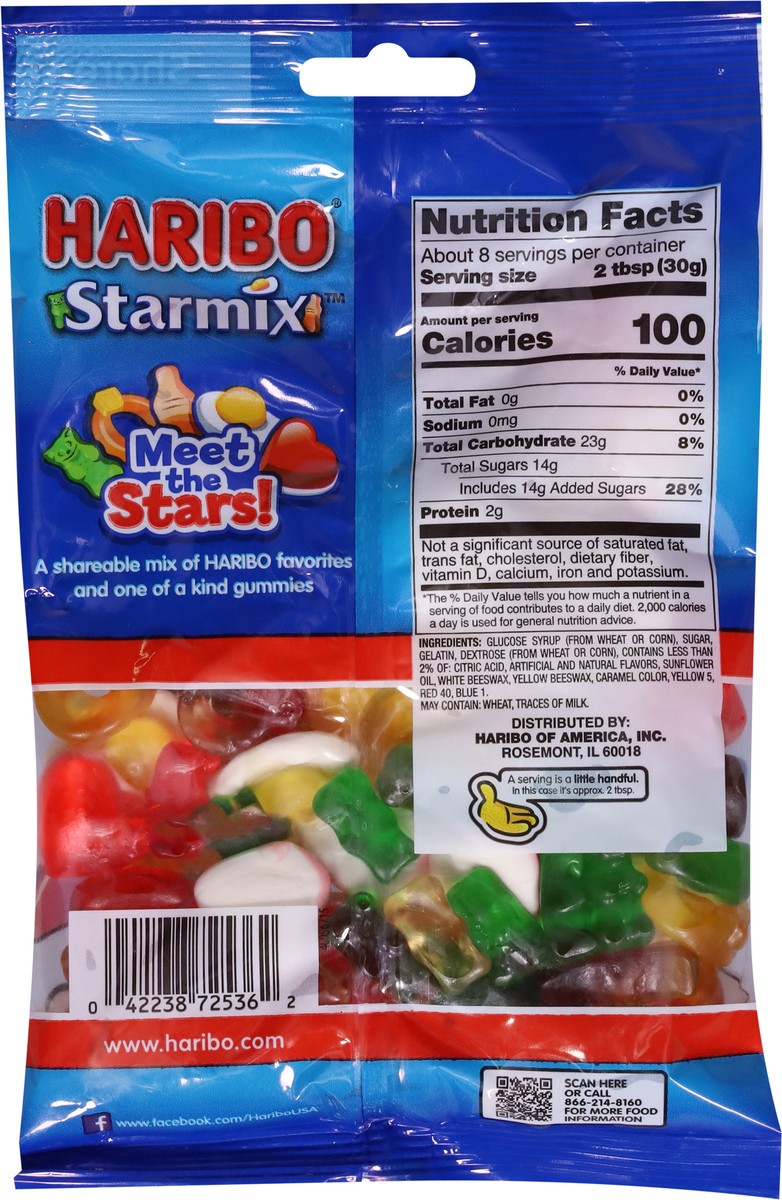 HARIBO®
Starmix™
Meet
the
Stars!
A shareable mix of HARIBO favorites
and one of a kind gummies
Nutrition Facts
About 8 servings per container
Serving size 2 tbsp (30g)
Amount per serving
Calories 100
% Daily Value*
Total Fat 0g 0%
Sodium 0mg 0%
Total Carbohydrate 23g 8%
Total Sugars 14g
Includes 14g Added Sugars 28%
Protein 2g
Not a significant source of saturated fat,
trans fat, cholesterol, dietary fiber,
vitamin D, calcium, iron and potassium.
*The % Daily Value tells you how much a nutrient in a
serving of food contributes to a daily diet. 2,000 calories
a day is used for general nutrition advice.
INGREDIENTS: GLUCOSE SYRUP (FROM WHEAT OR CORN), SUGAR,
GELATIN, DEXTROSE (FROM WHEAT OR CORN), CONTAINS LESS THAN
2% OF: CITRIC ACID, ARTIFICIAL AND NATURAL FLAVORS, SUNFLOWER
OIL, WHITE BEESWAX, YELLOW BEESWAX, CARAMEL COLOR, YELLOW 5,
RED 40, BLUE 1.
MAY CONTAIN: WHEAT, TRACES OF MILK.
DISTRIBUTED BY:
HARIBO OF AMERICA, INC.
ROSEMONT, IL 60018
A serving is a little handful.
In this case it's approx. 2 tbsp.
0 42238 72536 2
www.haribo.com
f www.facebook.com/HariboUSA
SCAN HERE
OR CALL
866-214-8160
FOR MORE FOOD
INFORMATION